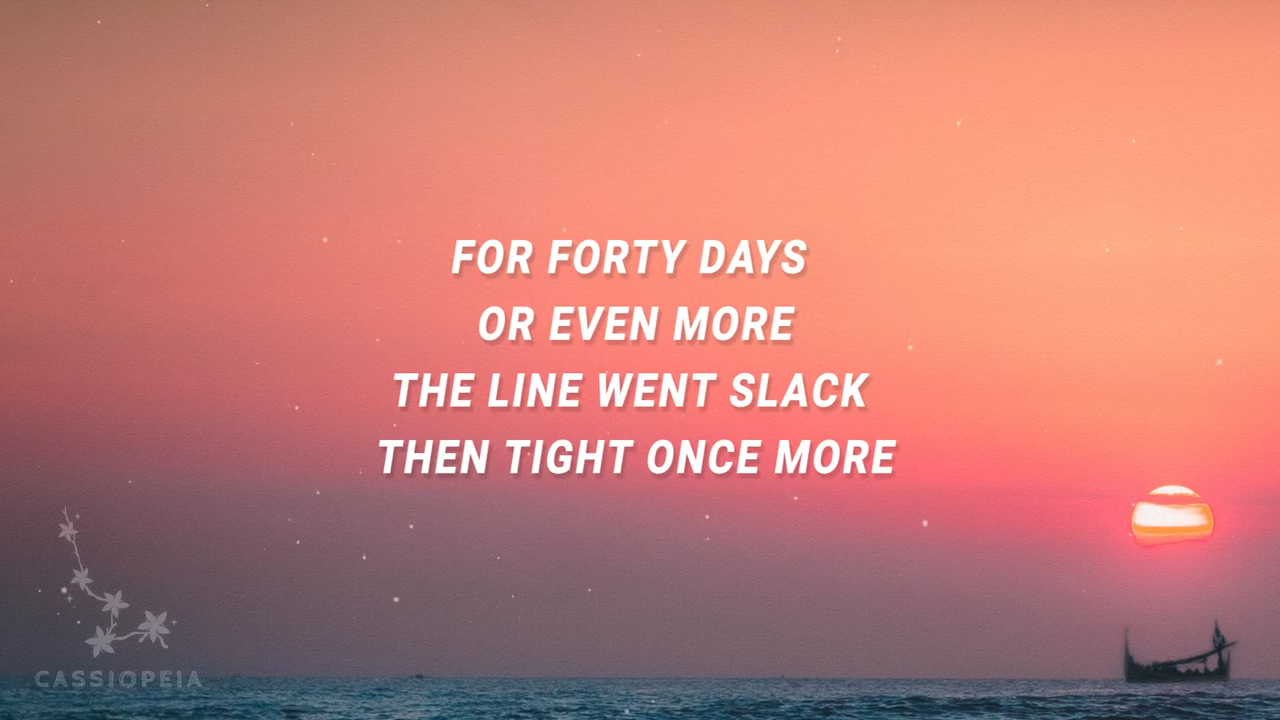 FOR FORTY DAYS
OR EVEN MORE
THE LINE WENT SLACK
THEN TIGHT ONCE MORE
CASSIOPEIA